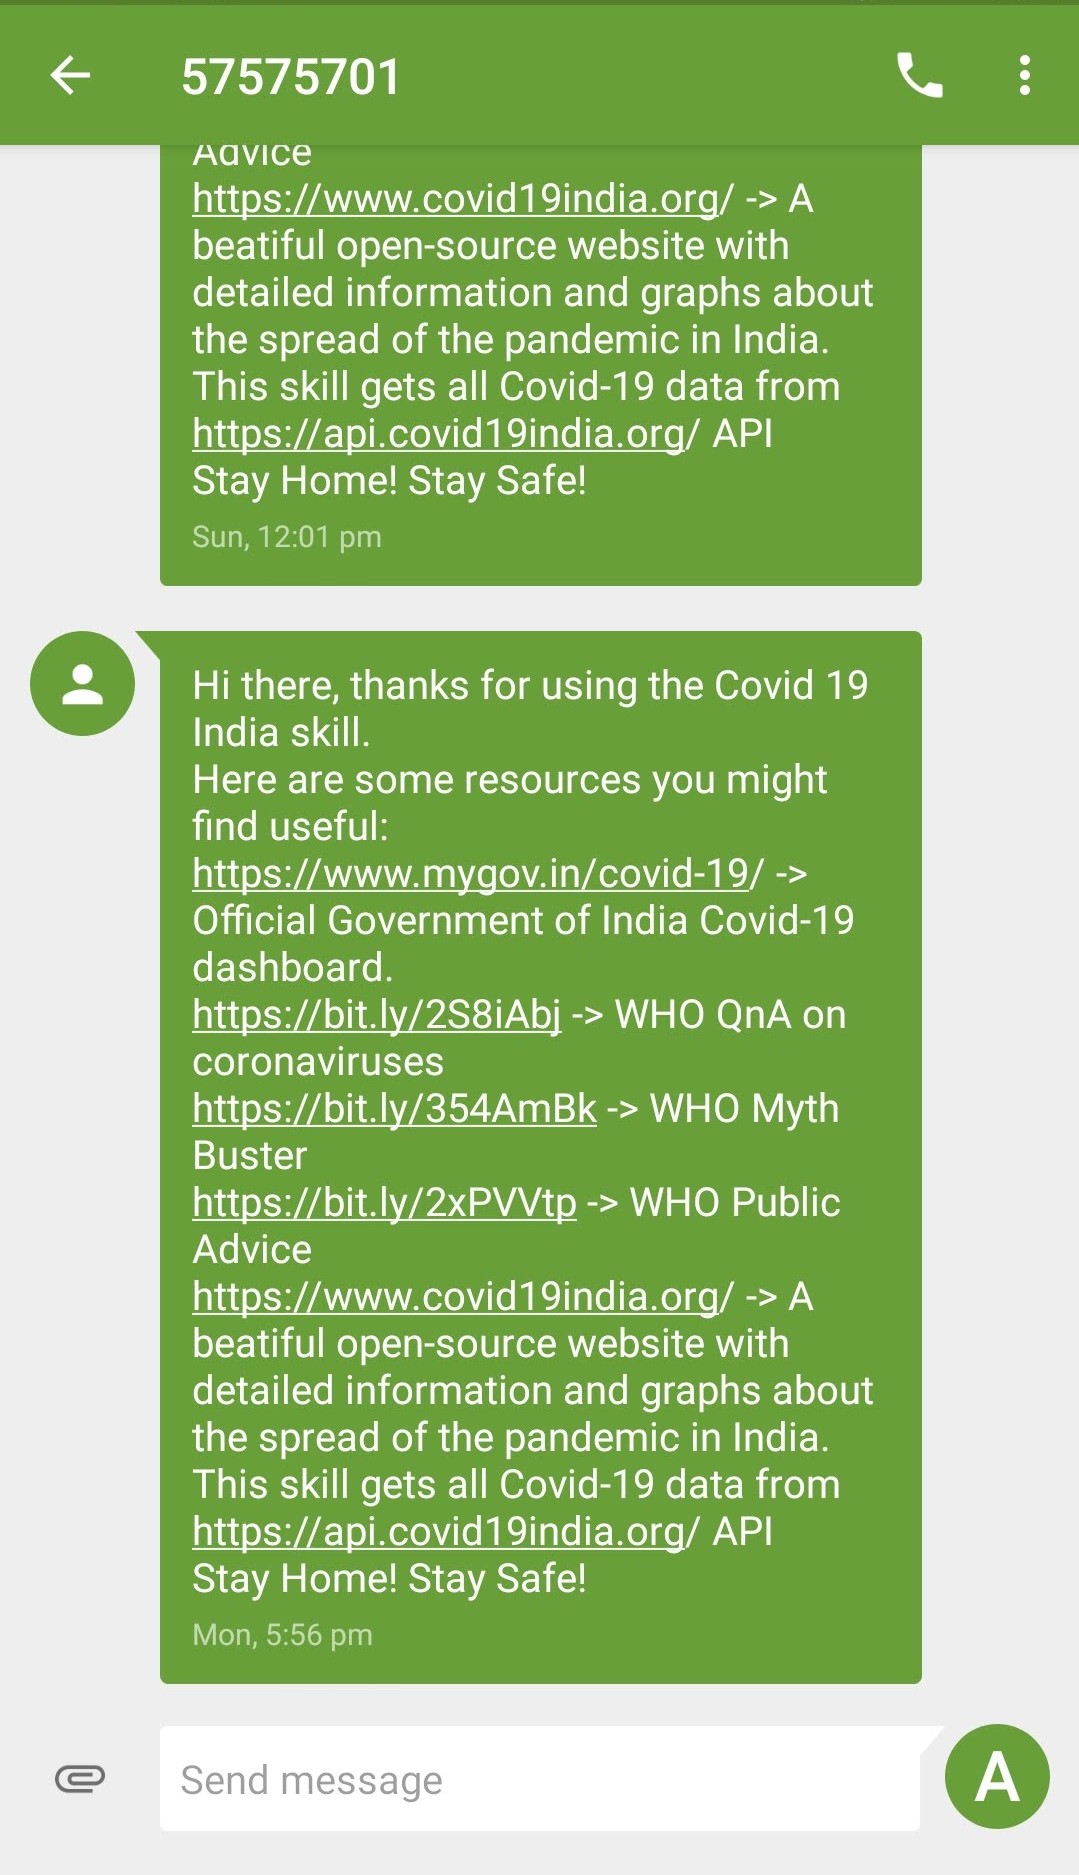 57575701
Advice
https://www.covid19india.org/ -> A
beatiful open-source website with
detailed information and graphs about
the spread of the pandemic in India.
This skill gets all Covid-19 data from
https://api.covid19india.org/ API
Stay Home! Stay Safe!
Sun, 12:01 pm
Hi there, thanks for using the Covid 19
India skill.
Here are some resources you might
find useful:
https://www.mygov.in/covid-19/ ->
Official Government of India Covid-19
dashboard.
https://bit.ly/2S8iAbj -> WHO QnA on
coronaviruses
https://bit.ly/354AmBk -> WHO Myth
Buster
https://bit.ly/2xPVVtp -> WHO Public
Advice
https://www.covid19india.org/ -> A
beatiful open-source website with
detailed information and graphs about
the spread of the pandemic in India.
This skill gets all Covid-19 data from
https://api.covid19india.org/ API
Stay Home! Stay Safe!
Mon, 5:56 pm
Send message
A